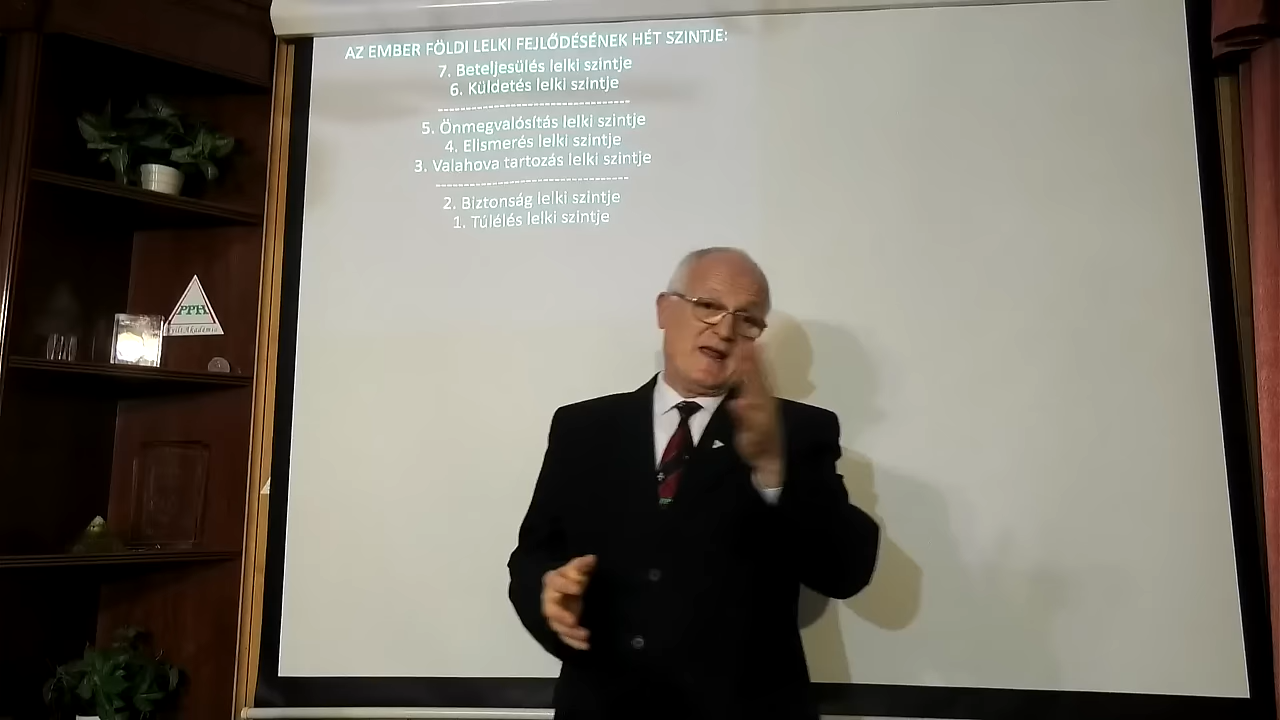 AZ EMBER FÖLDI LELKI FEJLŐDÉSÉNEK HÉT SZINTJE:
7. Beteljesülés lelki szintje
6. Küldetés lelki szintje
-----------------------------------
5. Önmegvalósítás lelki szintje
4. Elismerés lelki szintje
3. Valahova tartozás lelki szintje
-----------------------------------
2. Biztonság lelki szintje
1. Túlélés lelki szintje
PPH
Akadémia